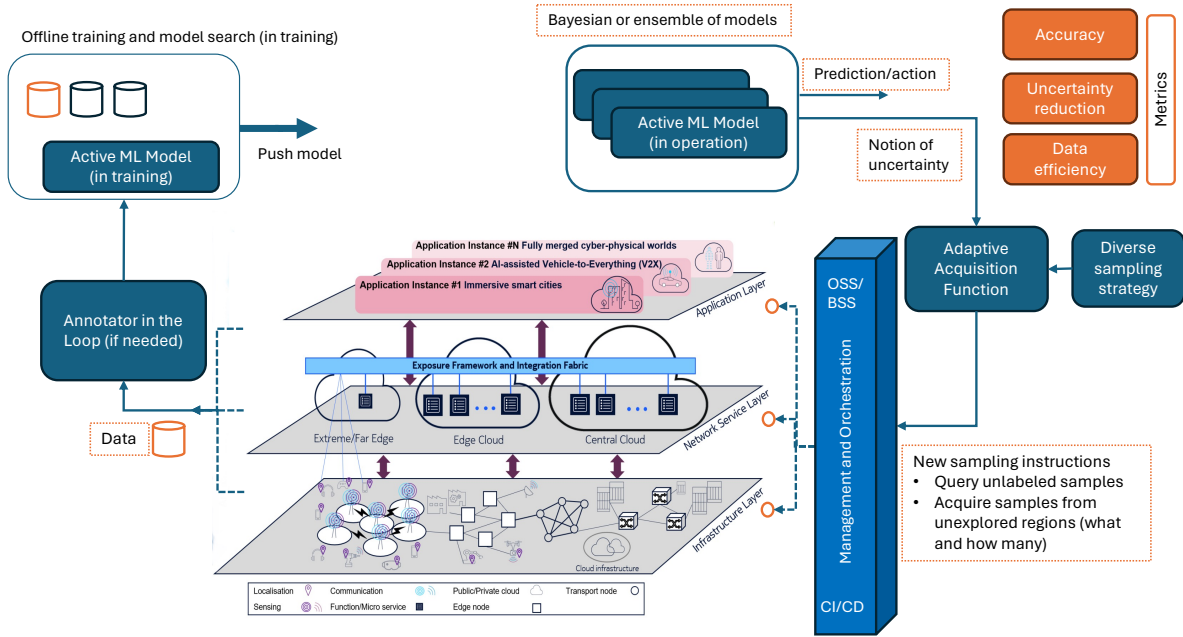 Offline training and model search (in training)
Active ML Model
(in training)
Push model
Bayesian or ensemble of models
Active ML Model
(in operation)
Prediction/action
Notion of
uncertainty
Accuracy
Uncertainty
reduction
Data
efficiency
Metrics
Adaptive
Acquisition
Function
Diverse
sampling
strategy
Annotator in the
Loop (if needed)
Data
Application Instance #N Fully merged cyber-physical worlds
Application Instance #2 AI-assisted Vehicle-to-Everything (V2X)
Application Instance #1 Immersive smart cities
Application Layer
Exposure Framework and Integration Fabric
Extreme/Far Edge
Edge Cloud
Central Cloud
Network Service Layer
Cloud infrastructure
Infrastructure Layer
OSS/
BSS
Management and Orchestration
CI/CD
New sampling instructions
• Query unlabeled samples
• Acquire samples from
unexplored regions (what
and how many)
Localisation Communication Public/Private cloud Transport node
Sensing Function/Micro service Edge node